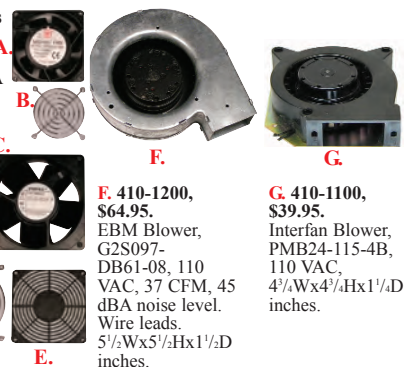 A.
B.
C.
E.
F.
F. 410-1200,
$64.95.
EBM Blower,
G2S097-
DB61-08, 110
VAC, 37 CFM, 45
dBA noise level.
Wire leads.
5¹/₂Wx5¹/₂Hx1¹/₂D
inches.
G.
G. 410-1100,
$39.95.
Interfan Blower,
PMB24-115-4B,
110 VAC,
4³/₄Wx4³/₄Hx1¹/₄D
inches.